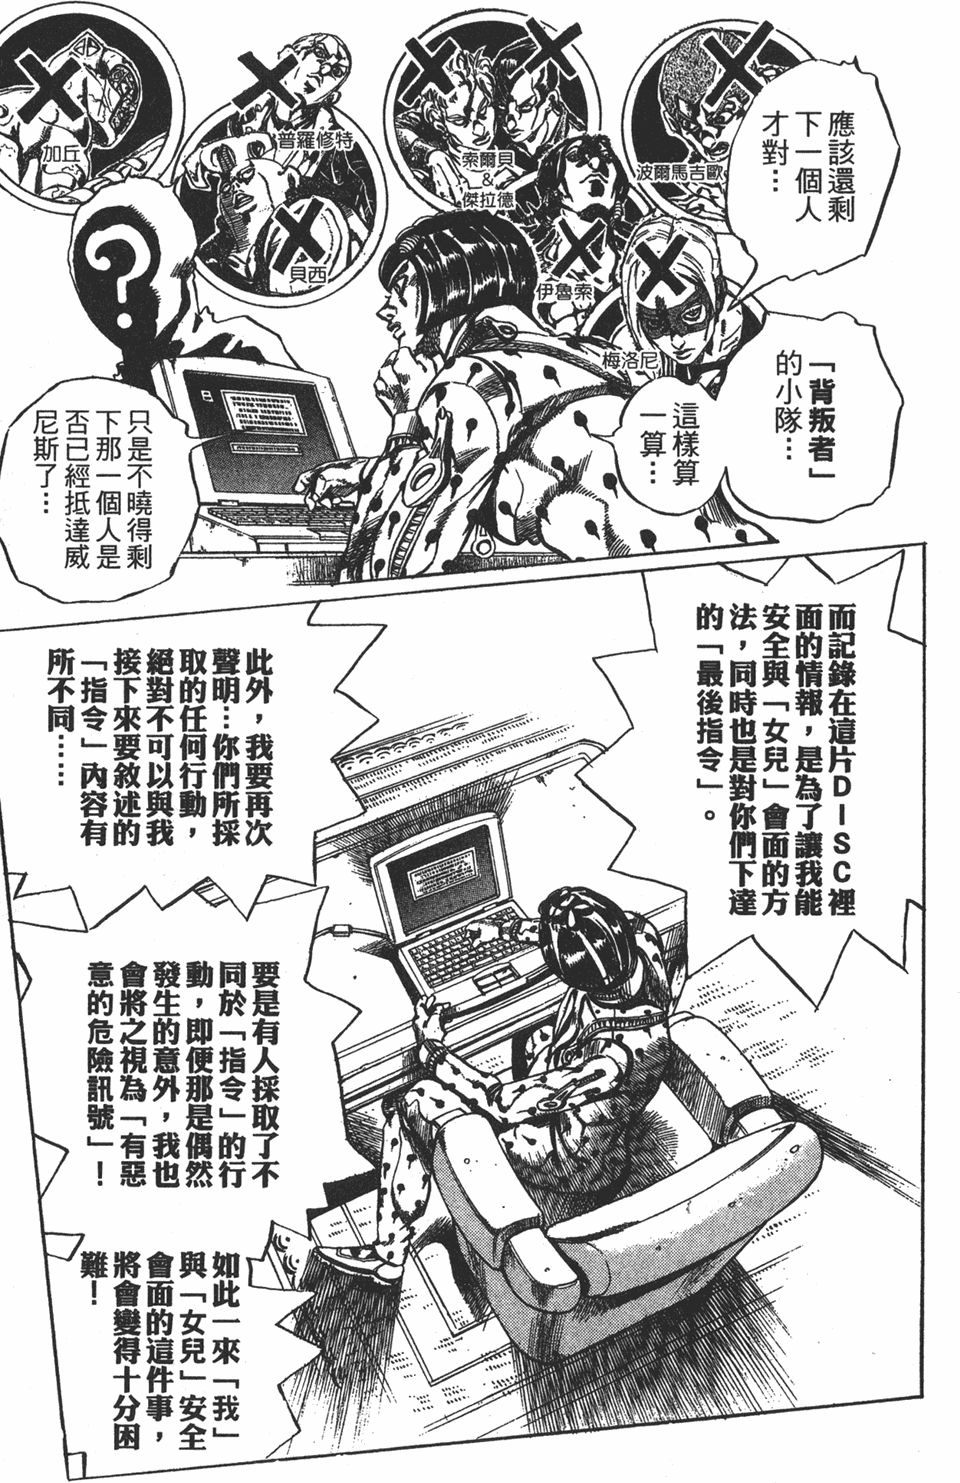 「背叛者」
的小隊…
這樣算
一算…
應該還剩
下一個人
才對…
波爾馬吉歐
索爾貝
&
傑拉德
伊魯索
梅洛尼
普羅修特
貝西
加丘
?
只是不曉得剩
下那一個人是
否已經抵達威
尼斯了…
而記錄在這片DISC裡
面的情報，是為了讓我能
安全與「女兒」會面的方
法，同時也是對你們下達
的「最後指令」。
此外，我要再次
聲明…你們所採
取的任何行動，
絕對不可以與我
接下來要敘述的
「指令」內容有
所不同……
要是有人採取了不
同於「指令」的行
動，即便那是偶然
發生的意外，我也
會將之視為「有惡
意的危險訊號」！
如此一來「我」
與「女兒」安全
會面的這件事，
將會變得十分困
難！